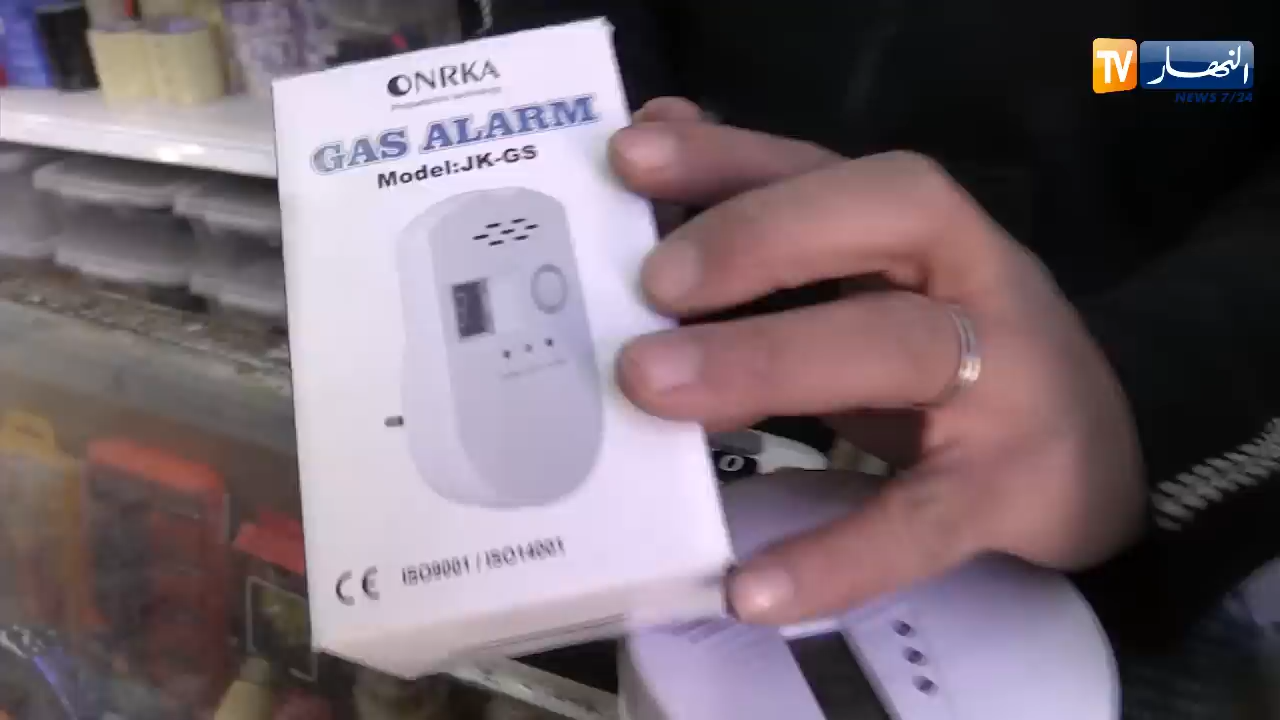 ONRKA
GAS ALARM
Model:JK-GS
CE ISO9001 / ISO14001
TV النهار
NEWS 7/24